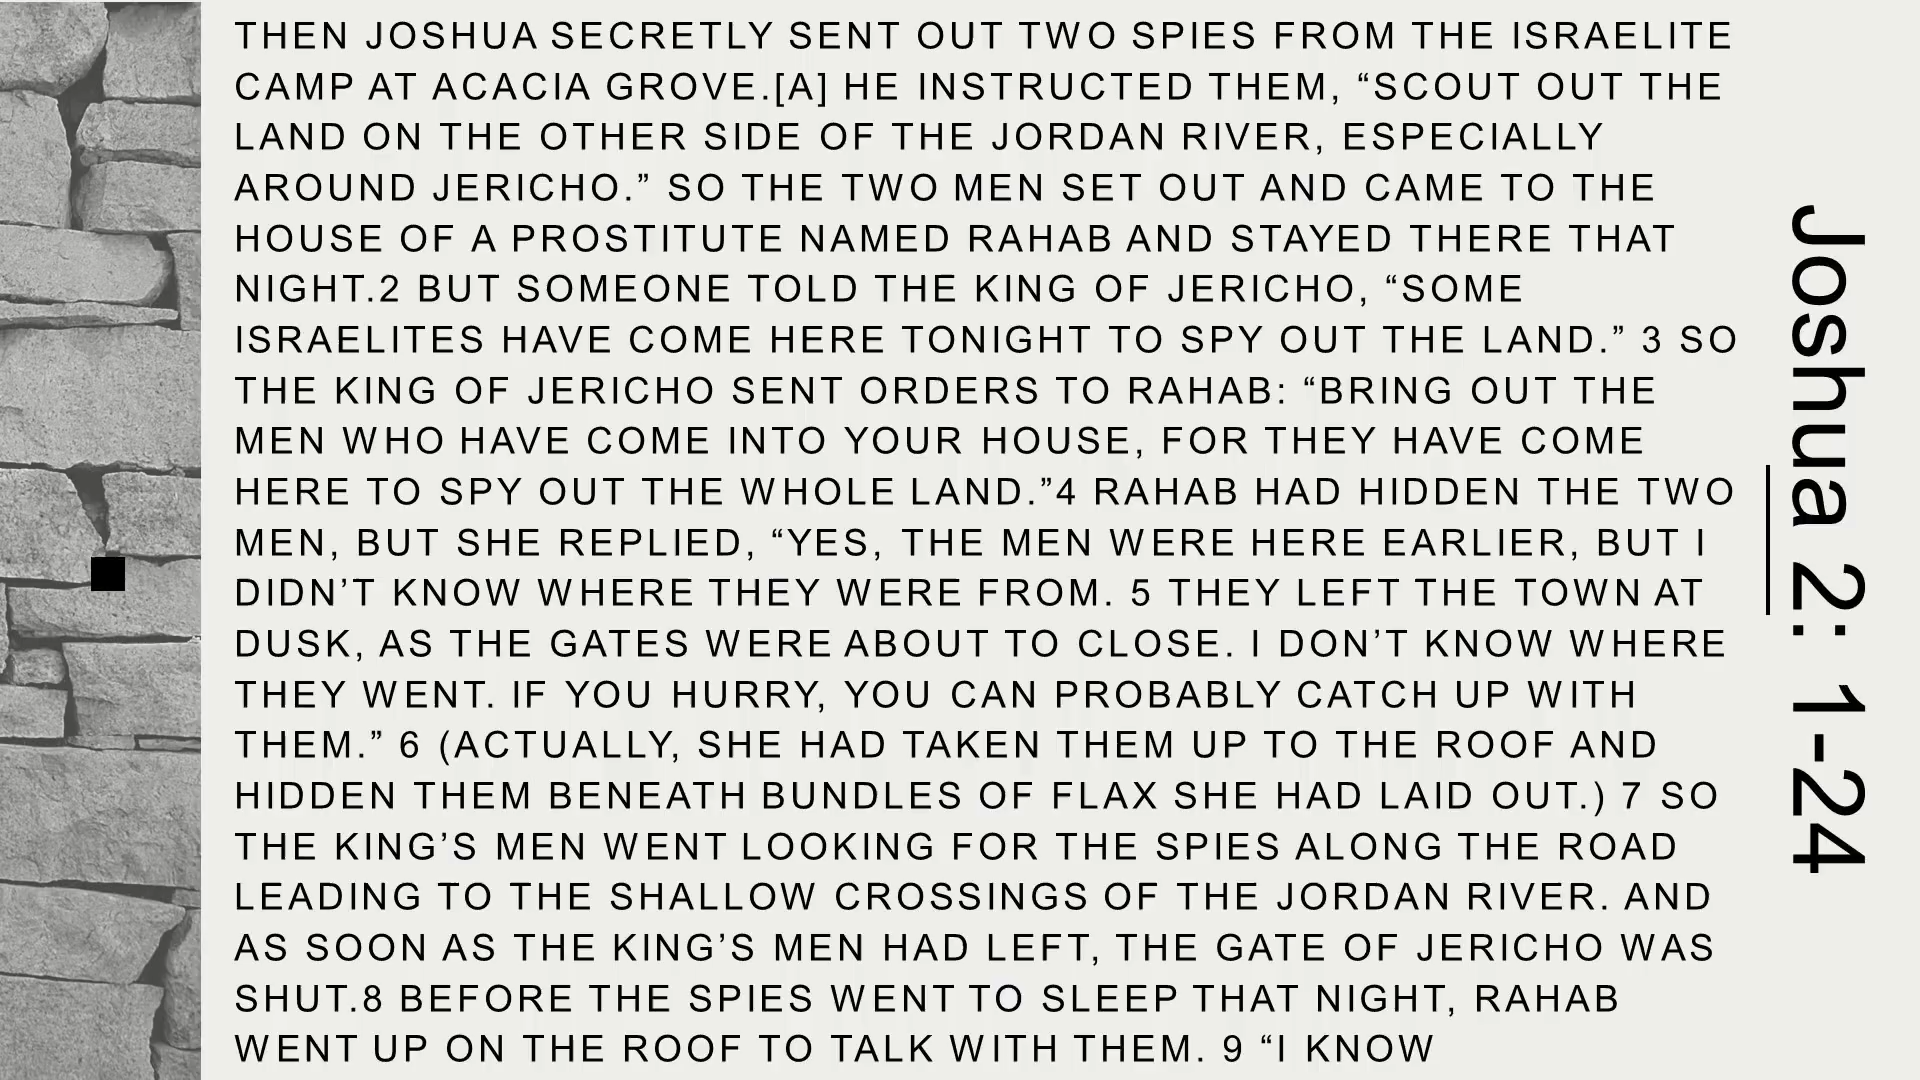 THEN JOSHUA SECRETLY SENT OUT TWO SPIES FROM THE ISRAELITE
CAMP AT ACACIA GROVE.[A] HE INSTRUCTED THEM, “SCOUT OUT THE
LAND ON THE OTHER SIDE OF THE JORDAN RIVER, ESPECIALLY
AROUND JERICHO.” SO THE TWO MEN SET OUT AND CAME TO THE
HOUSE OF A PROSTITUTE NAMED RAHAB AND STAYED THERE THAT
NIGHT.2 BUT SOMEONE TOLD THE KING OF JERICHO, “SOME
ISRAELITES HAVE COME HERE TONIGHT TO SPY OUT THE LAND.” 3 SO
THE KING OF JERICHO SENT ORDERS TO RAHAB: “BRING OUT THE
MEN WHO HAVE COME INTO YOUR HOUSE, FOR THEY HAVE COME
HERE TO SPY OUT THE WHOLE LAND.”4 RAHAB HAD HIDDEN THE TWO
MEN, BUT SHE REPLIED, “YES, THE MEN WERE HERE EARLIER, BUT I
DIDN’T KNOW WHERE THEY WERE FROM. 5 THEY LEFT THE TOWN AT
DUSK, AS THE GATES WERE ABOUT TO CLOSE. I DON’T KNOW WHERE
THEY WENT. IF YOU HURRY, YOU CAN PROBABLY CATCH UP WITH
THEM.” 6 (ACTUALLY, SHE HAD TAKEN THEM UP TO THE ROOF AND
HIDDEN THEM BENEATH BUNDLES OF FLAX SHE HAD LAID OUT.) 7 SO
THE KING’S MEN WENT LOOKING FOR THE SPIES ALONG THE ROAD
LEADING TO THE SHALLOW CROSSINGS OF THE JORDAN RIVER. AND
AS SOON AS THE KING’S MEN HAD LEFT, THE GATE OF JERICHO WAS
SHUT.8 BEFORE THE SPIES WENT TO SLEEP THAT NIGHT, RAHAB
WENT UP ON THE ROOF TO TALK WITH THEM. 9 “I KNOW
Joshua 2: 1-24